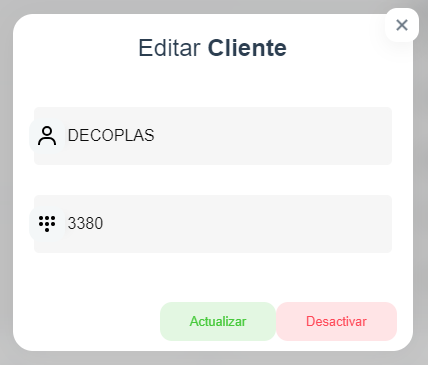 Editar Cliente
DECOPLAS
3380
Actualizar
Desactivar